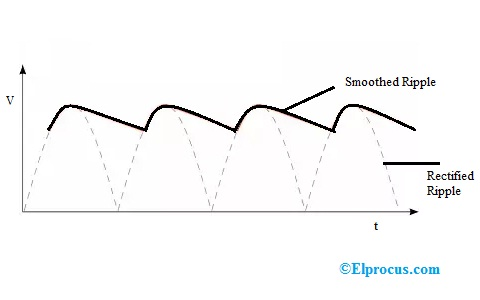 Smoothed Ripple
V
Rectified
Ripple
t
©Elprocus.com